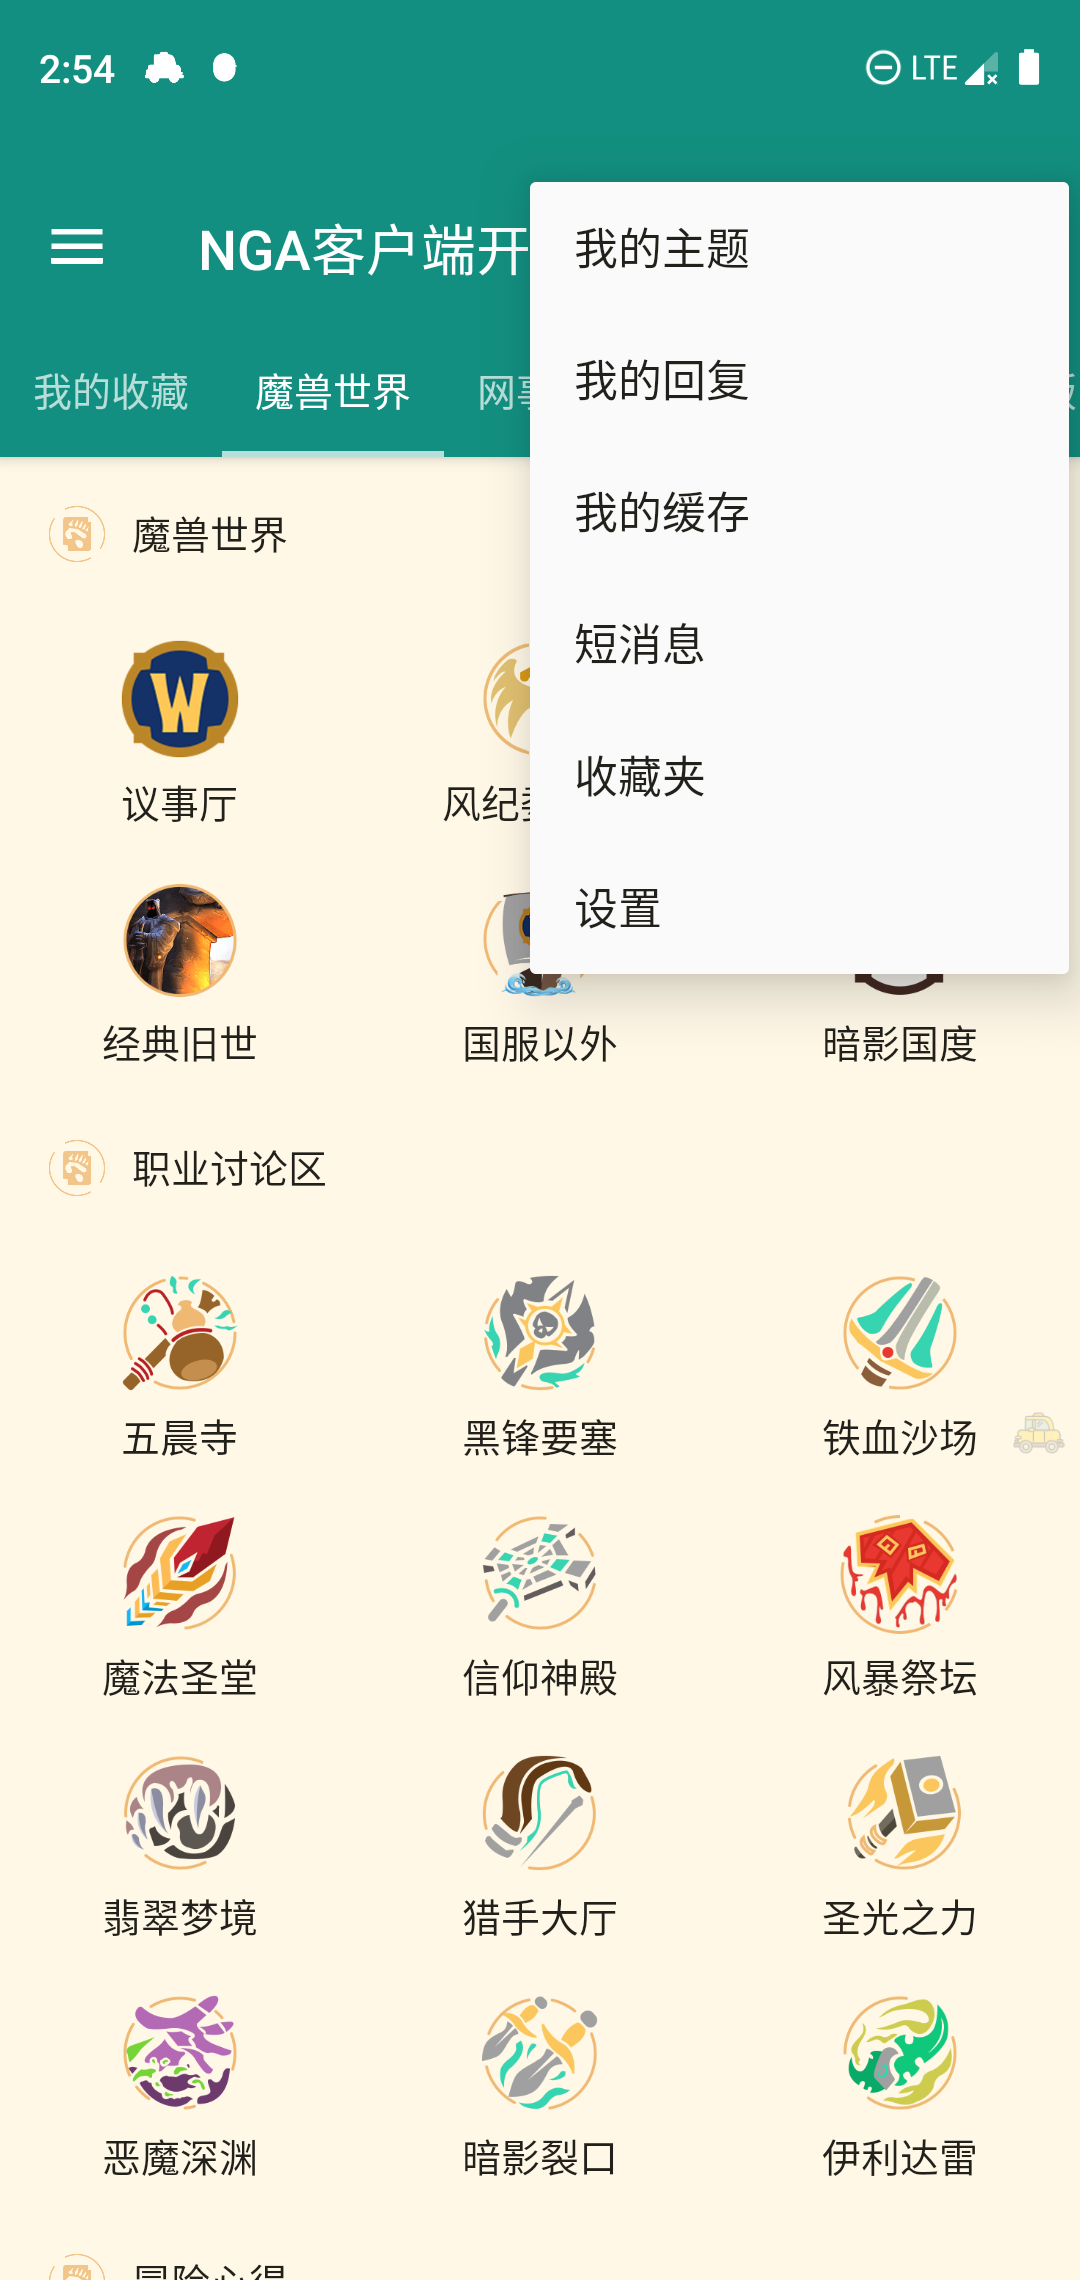 2:54
LTE
NGA客户端开
我的收藏
魔兽世界
我的主题
我的回复
我的缓存
短消息
收藏夹
设置
魔兽世界
议事厅
风纪
经典旧世
国服以外
暗影国度
职业讨论区
五晨寺
黑锋要塞
铁血沙场
魔法圣堂
信仰神殿
风暴祭坛
翡翠梦境
猎手大厅
圣光之力
恶魔深渊
暗影裂口
伊利达雷
冒险心得